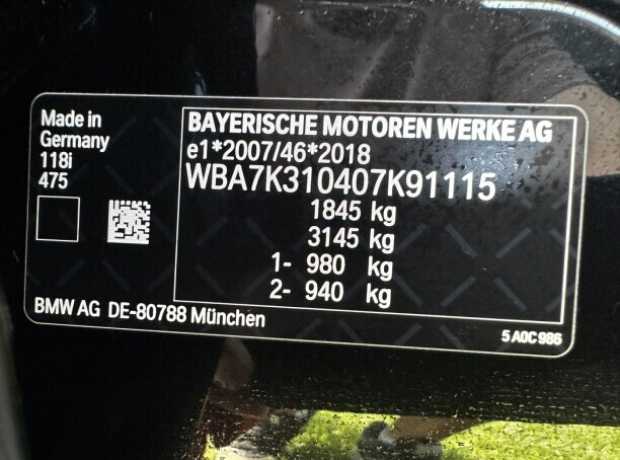 Made in
Germany
118i
475
BAYERISCHE MOTOREN WERKE AG
e1*2007/46*2018
WBA7K310407K91115
1845 kg
3145 kg
1- 980 kg
2- 940 kg
BMW AG DE-80788 München
5 A0C 986